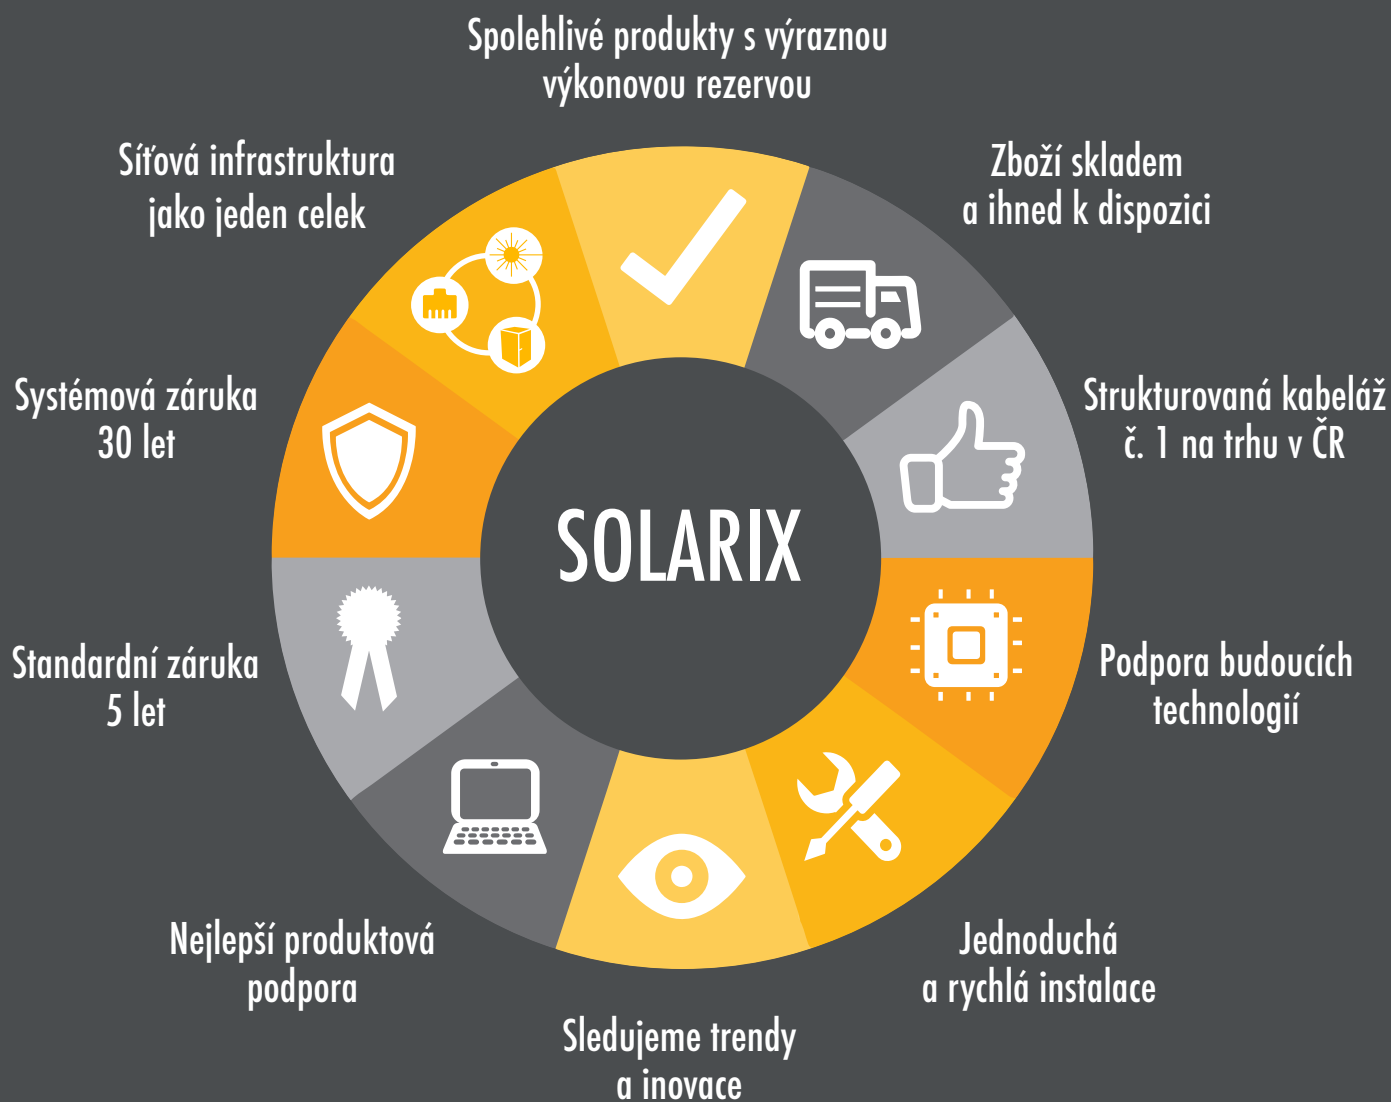 Spolehlivé produkty s výraznou
výkonovou rezervou
Síťová infrastruktura
jako jeden celek
Zboží skladem
a ihned k dispozici
Systémová záruka
30 let
Strukturovaná kabeláž
č. 1 na trhu v ČR
SOLARIX
Standardní záruka
5 let
Podpora budoucích
technologií
Nejlepší produktová
podpora
Jednoduchá
a rychlá instalace
Sledujeme trendy
a inovace